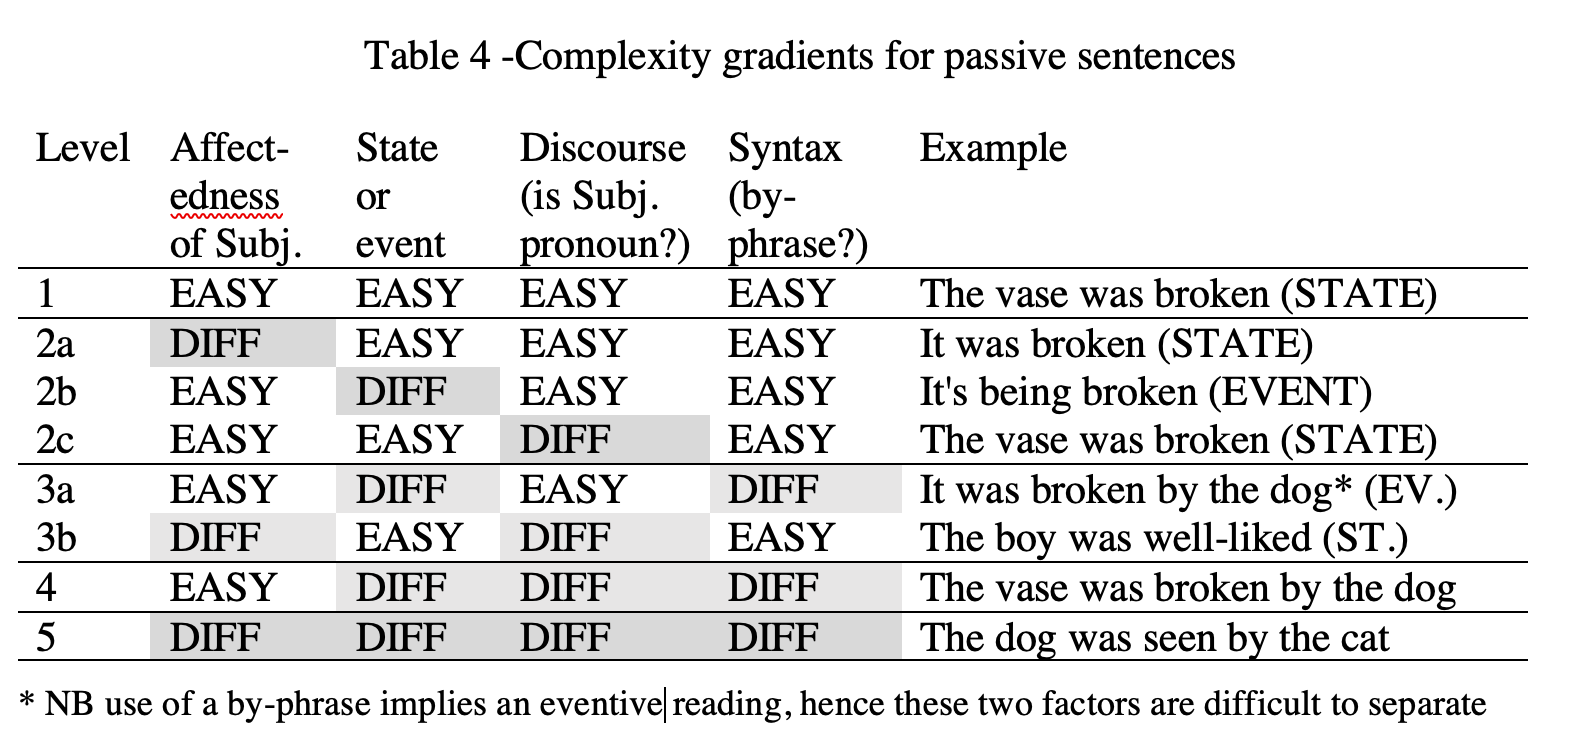 Table 4 -Complexity gradients for passive sentences
Level Affect- State Discourse Syntax Example
edness or (is Subj. (by-
of Subj. event pronoun?) phrase?)
1 EASY EASY EASY EASY The vase was broken (STATE)
2a DIFF EASY EASY EASY It was broken (STATE)
2b EASY DIFF EASY EASY It's being broken (EVENT)
2c EASY EASY DIFF EASY The vase was broken (STATE)
3a EASY DIFF EASY DIFF It was broken by the dog* (EV.)
3b DIFF EASY DIFF EASY The boy was well-liked (ST.)
4 EASY DIFF DIFF DIFF The vase was broken by the dog
5 DIFF DIFF DIFF DIFF The dog was seen by the cat
* NB use of a by-phrase implies an eventive reading, hence these two factors are difficult to separate